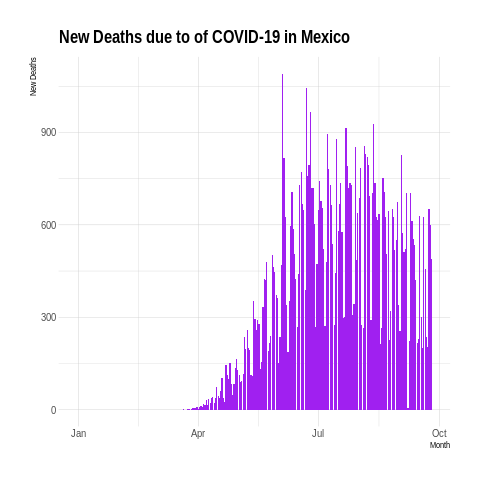 New Deaths due to of COVID-19 in Mexico
New Deaths
900
600
300
0
Jan Apr Jul Oct
Month